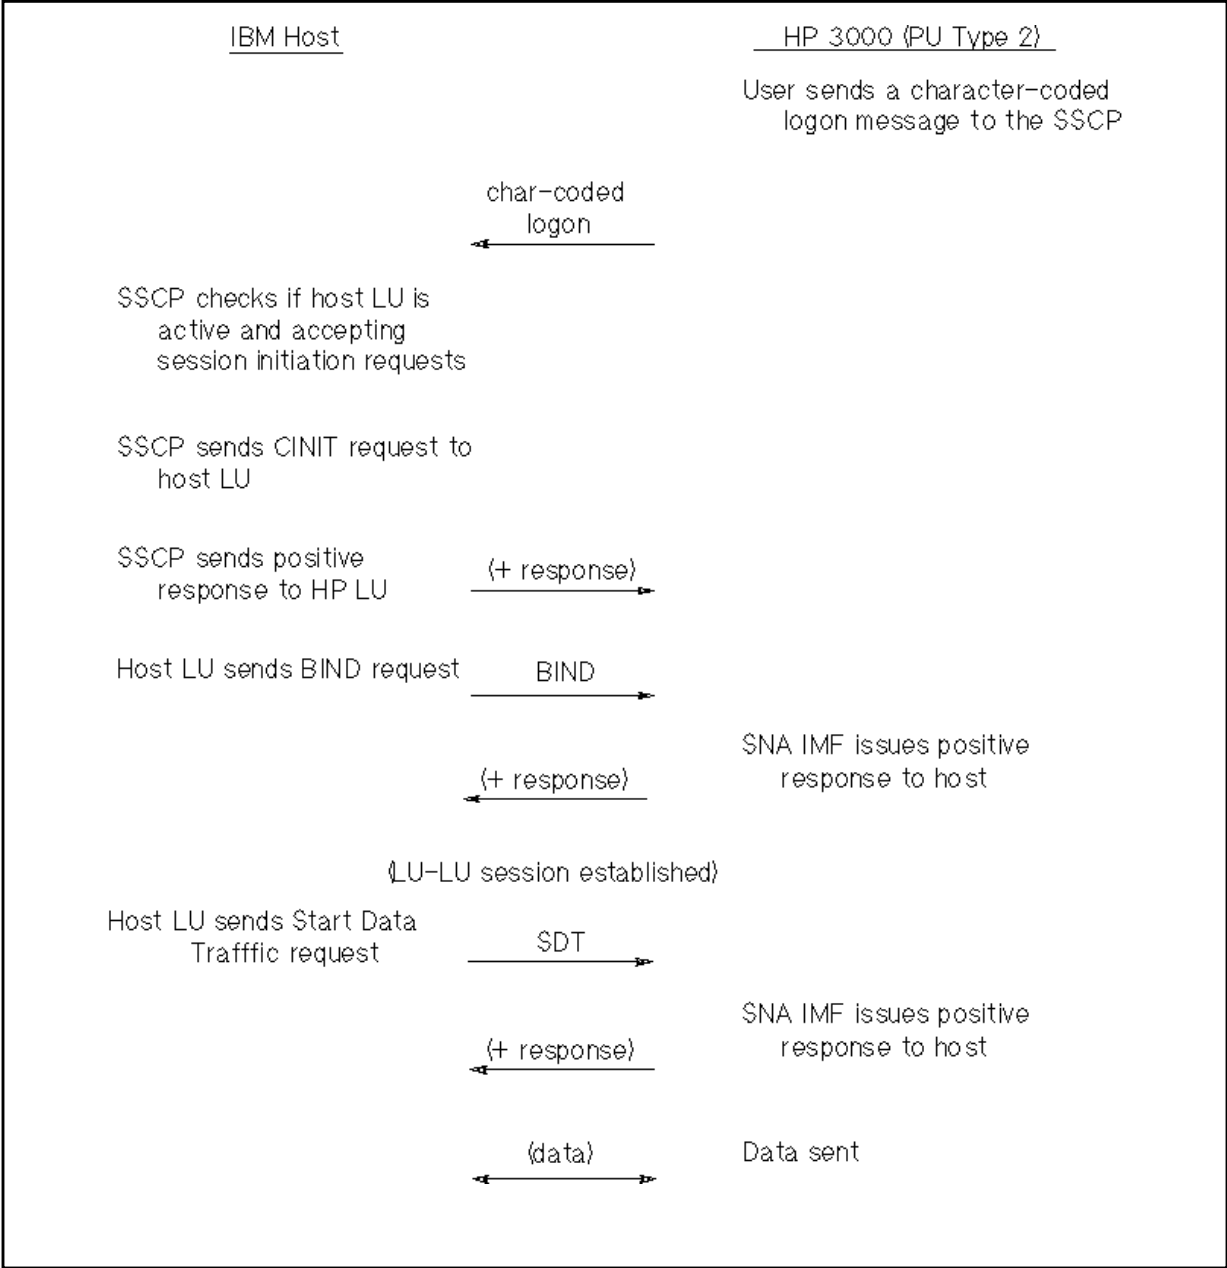 IBM Host
HP 3000 (PU Type 2)
User sends a character-coded
logon message to the SSCP
char-coded
logon
SSCP checks if host LU is
active and accepting
session initiation requests
SSCP sends CINIT request to
host LU
SSCP sends positive
response to HP LU
(+ response)
Host LU sends BIND request
BIND
SNA IMF issues positive
response to host
(+ response)
(LU-LU session established)
Host LU sends Start Data
Trafffic request
SDT
SNA IMF issues positive
response to host
(+ response)
(data)
Data sent